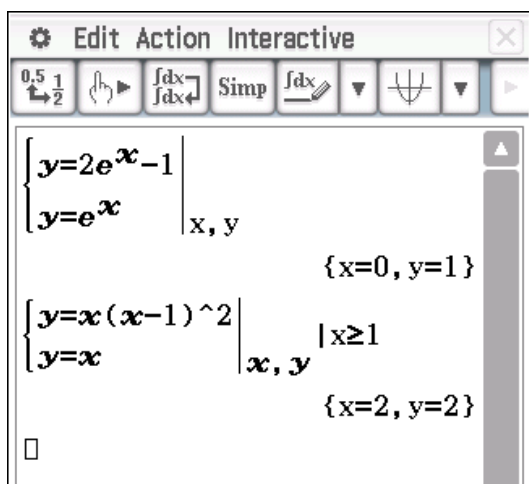 Edit Action Interactive
0.5 1/2 ∫dx ∫dx Simp ∫dx
y=2e^x−1
y=e^x |x, y
{x=0, y=1}
y=x(x−1)^2
y=x |x, y |x≥1
{x=2, y=2}